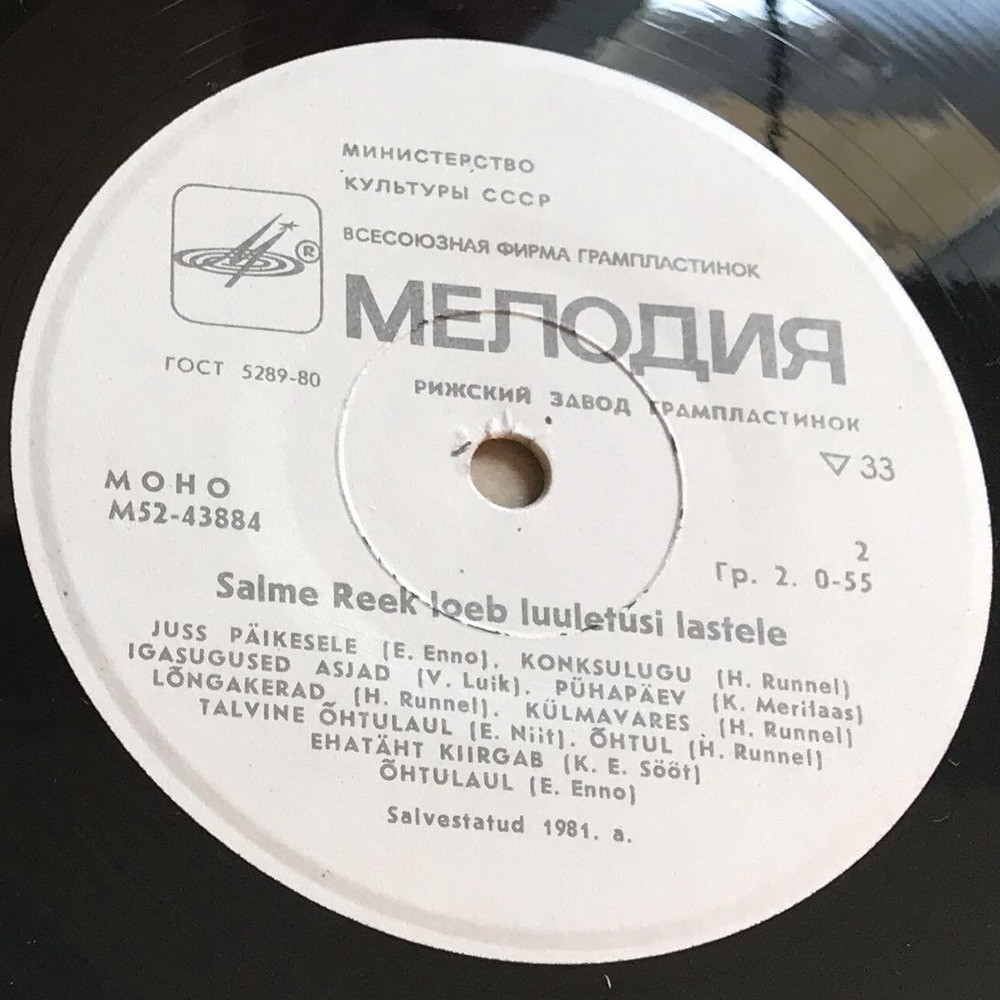 МИНИСТЕРСТВО
КУЛЬТУРЫ СССР
®
ВСЕСОЮЗНАЯ ФИРМА ГРАМПЛАСТИНОК
МЕЛОДИЯ
ГОСТ 5289-80
РИЖСКИЙ ЗАВОД ГРАМПЛАСТИНОК
▽ 33
МОНО
М52-43884
2
Гр. 2. 0-55
Salme Reek loeb luuletusi lastele
JUSS PÄIKESELE (E. Enno). KONKSULUGU (H. Runnel)
IGASUGUSED ASJAD (V. Luik). PÜHAPÄEV (K. Merilaas)
LÕNGAKERAD (H. Runnel). KÜLMAVARES (H. Runnel)
TALVINE ÕHTULAUL (E. Niit). ÕHTUL (H. Runnel)
EHATÄHT KIIRGAB (K. E. Sööt)
ÕHTULAUL (E. Enno)
Salvestatud 1981. a.